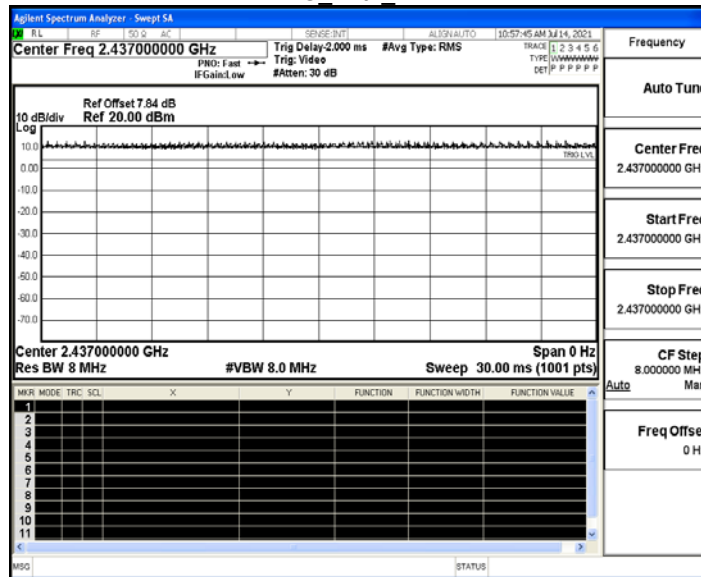 Agilent Spectrum Analyzer - Swept SA
RL RF 50 Ω AC SENSE:INT ALIGNAUTO 10:57:45 AM Jul 14, 2021
Center Freq 2.437000000 GHz
Trig Delay-2.000 ms #Avg Type: RMS
TRACE 1 2 3 4 5 6
PNO: Fast Trig: Video
TYPE WWWWWW
IFGain:Low #Atten: 30 dB
DET P P P P P P
Ref Offset 7.84 dB
10 dB/div Ref 20.00 dBm
Log
10.0
TRIG LVL
0.00
-10.0
-20.0
-30.0
-40.0
-50.0
-60.0
-70.0
Center 2.437000000 GHz Span 0 Hz
Res BW 8 MHz #VBW 8.0 MHz Sweep 30.00 ms (1001 pts)
MKR MODE TRC SCL X Y FUNCTION FUNCTION WIDTH FUNCTION VALUE
1
2
3
4
5
6
7
8
9
10
11
MSG STATUS
Frequency
Auto Tun
Center Fre
2.437000000 GH
Start Fre
2.437000000 GH
Stop Fre
2.437000000 GH
CF Step
8.000000 MH
Auto Ma
Freq Offse
0 H